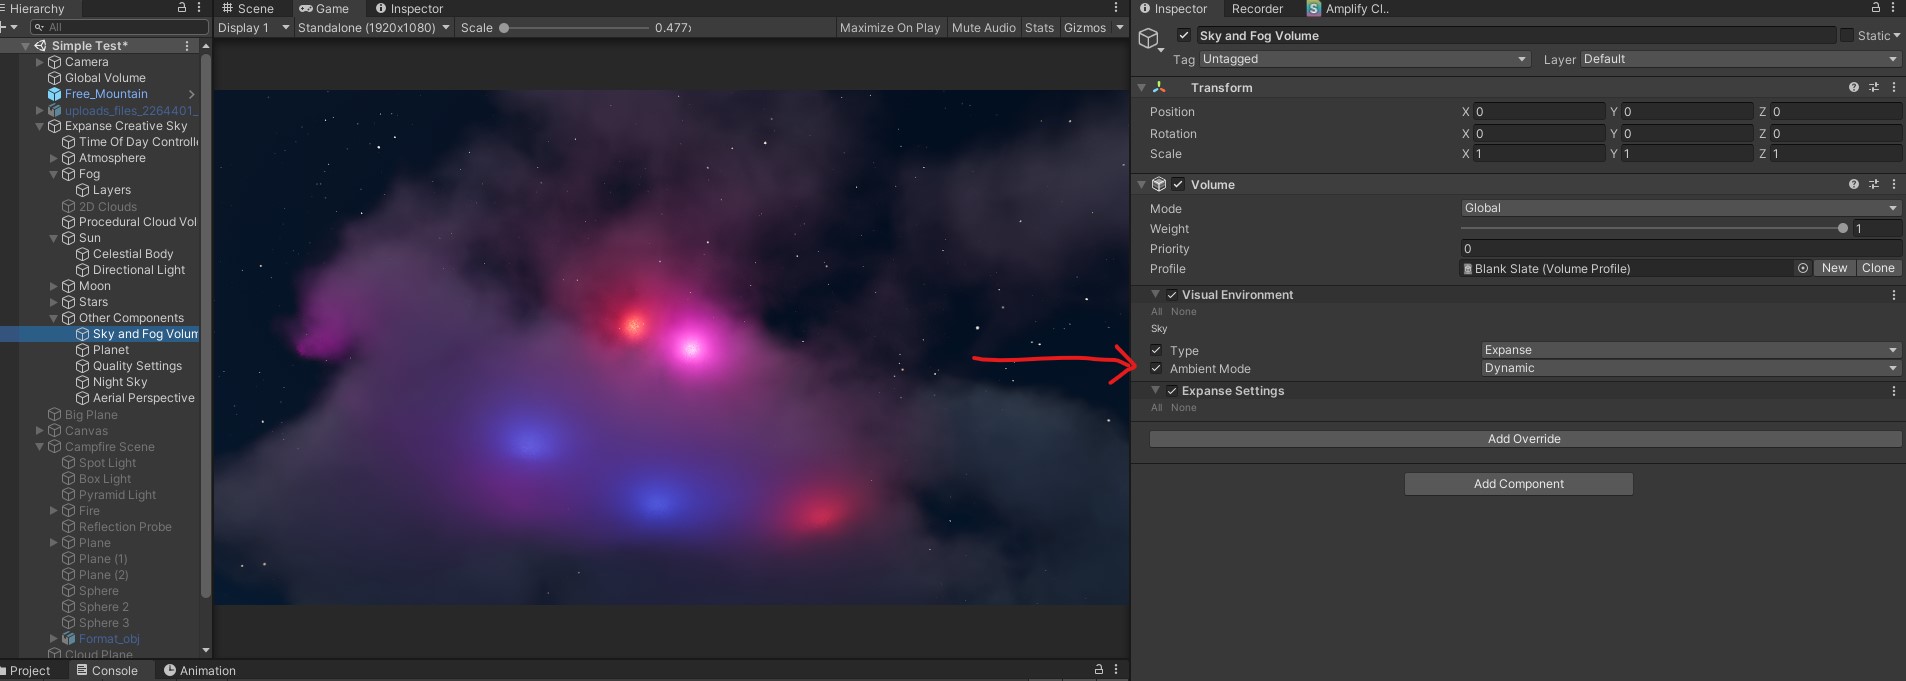 Hierarchy
All
Simple Test*
Camera
Global Volume
Free_Mountain
uploads_files_2264401_
Expanse Creative Sky
Time Of Day Controlle
Atmosphere
Fog
Layers
2D Clouds
Procedural Cloud Vol
Sun
Celestial Body
Directional Light
Moon
Stars
Other Components
Sky and Fog Volum
Planet
Quality Settings
Night Sky
Aerial Perspective
Big Plane
Canvas
Campfire Scene
Spot Light
Box Light
Pyramid Light
Fire
Reflection Probe
Plane
Plane (1)
Plane (2)
Sphere
Sphere 2
Sphere 3
Format_obj
Cloud Plane
Project Console Animation
Scene Game Inspector
Display 1 Standalone (1920x1080) Scale 0.477 Maximize On Play Mute Audio Stats Gizmos
Inspector Recorder S Amplify Cl..
Sky and Fog Volume Static
Tag Untagged Layer Default
Transform
Position X 0 Y 0 Z 0
Rotation X 0 Y 0 Z 0
Scale X 1 Y 1 Z 1
Volume
Mode Global
Weight 1
Priority 0
Profile Blank Slate (Volume Profile) New Clone
Visual Environment
All None
Sky
Type Expanse
Ambient Mode Dynamic
Expanse Settings
All None
Add Override
Add Component